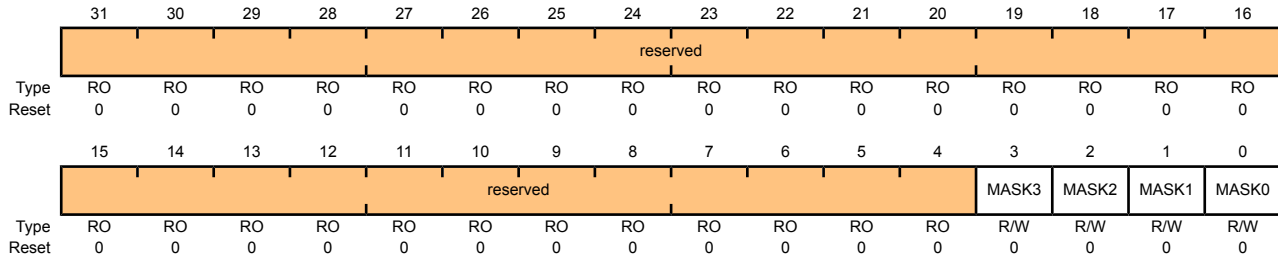 31 30 29 28 27 26 25 24 23 22 21 20 19 18 17 16
reserved
Type RO RO RO RO RO RO RO RO RO RO RO RO RO RO RO RO
Reset 0 0 0 0 0 0 0 0 0 0 0 0 0 0 0 0
15 14 13 12 11 10 9 8 7 6 5 4 3 2 1 0
reserved MASK3 MASK2 MASK1 MASK0
Type RO RO RO RO RO RO RO RO RO RO RO RO R/W R/W R/W R/W
Reset 0 0 0 0 0 0 0 0 0 0 0 0 0 0 0 0